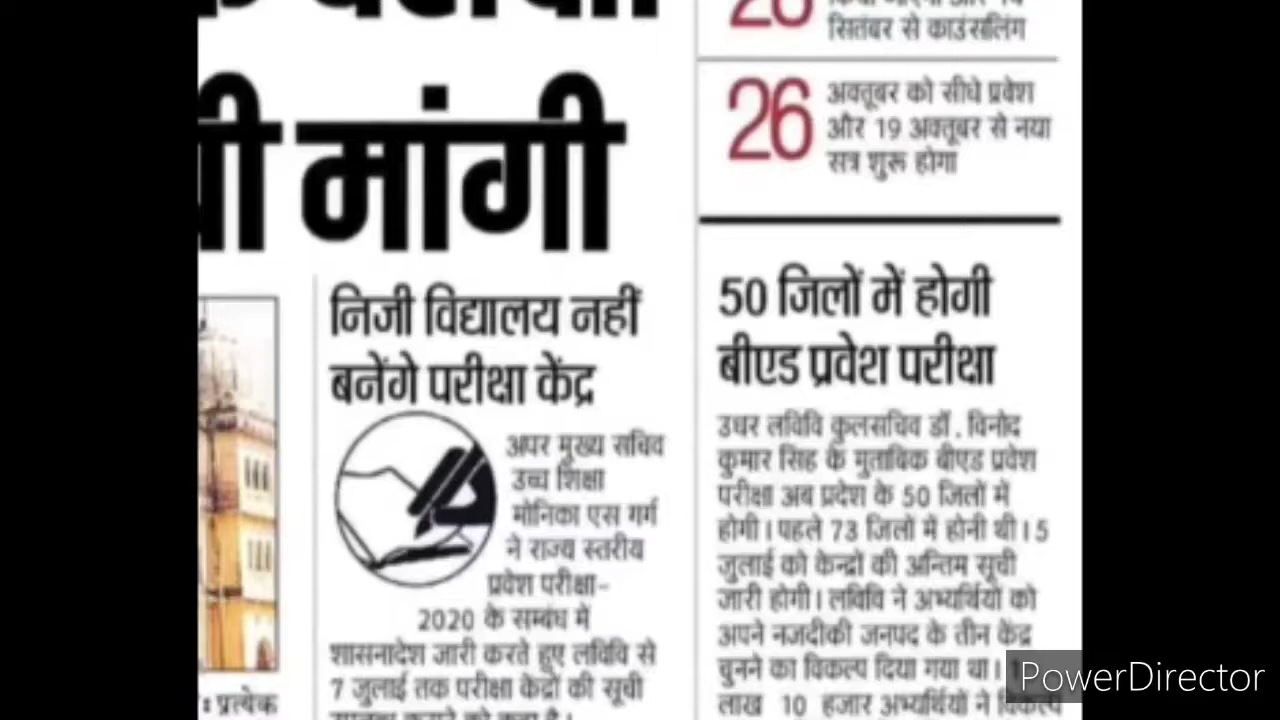 मांगी
निजी विद्यालय नहीं
बनेंगे परीक्षा केंद्र
अपर मुख्य सचिव
उच्च शिक्षा
मोनिका एस गर्ग
ने राज्य स्तरीय
प्रवेश परीक्षा-
2020 के सम्बंध में
शासनादेश जारी करते हुए लविवि से
7 जुलाई तक परीक्षा केंद्रों की सूची
: प्रत्येक
सितंबर से काउंसलिंग
26
अक्तूबर को सीधे प्रवेश
और 19 अक्तूबर से नया
सत्र शुरू होगा
50 जिलों में होगी
बीएड प्रवेश परीक्षा
उधर लविवि कुलसचिव डॉ. विनोद
कुमार सिंह के मुताबिक बीएड प्रवेश
परीक्षा अब प्रदेश के 50 जिलों में
होगी। पहले 73 जिलों में होनी थी। 5
जुलाई को केन्द्रों की अन्तिम सूची
जारी होगी। लविवि ने अभ्यर्थियों को
अपने नजदीकी जनपद के तीन केंद्र
चुनने का विकल्प दिया गया था।
लाख 10 हजार अभ्यर्थियों ने विकल्प
PowerDirector